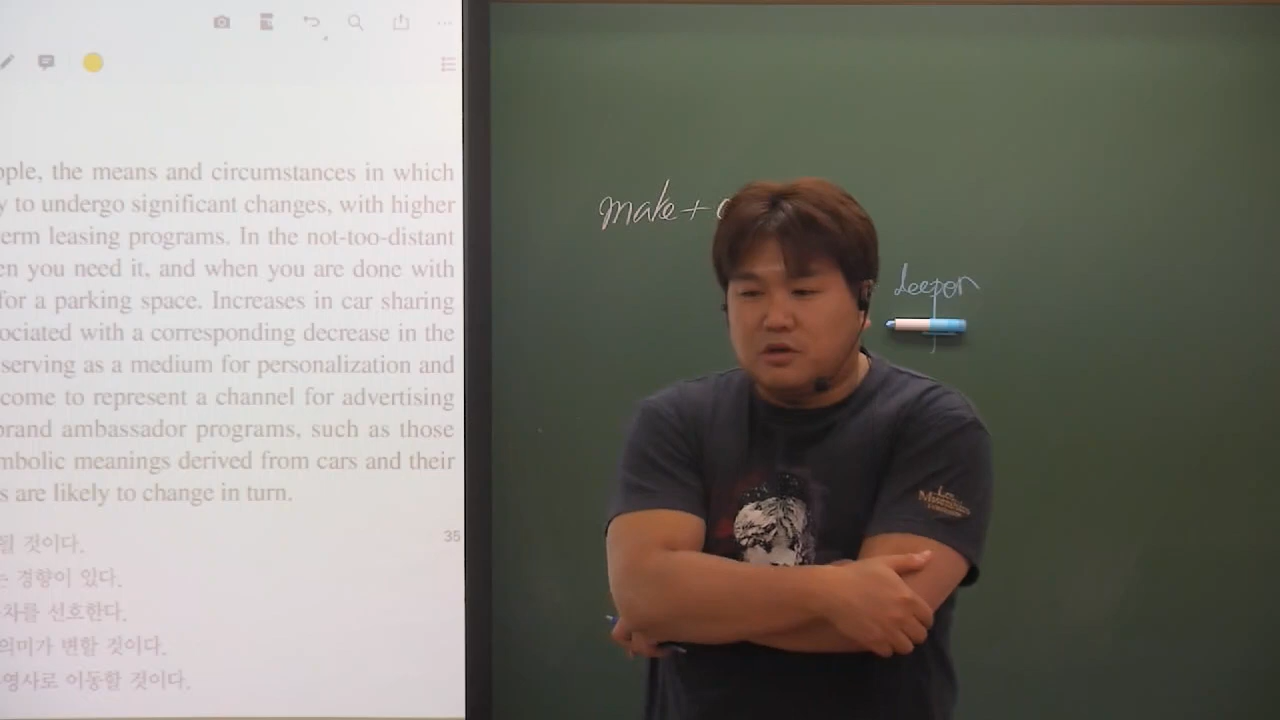 ople, the means and circumstances in which
y to undergo significant changes, with higher
erm leasing programs. In the not-too-distant
en you need it, and when you are done with
for a parking space. Increases in car sharing
ociated with a corresponding decrease in the
serving as a medium for personalization and
come to represent a channel for advertising
brand ambassador programs, such as those
mbolic meanings derived from cars and their
s are likely to change in turn.
35
될 것이다.
는 경향이 있다.
차를 선호한다.
의미가 변할 것이다.
영사로 이동할 것이다.
make +
deepen